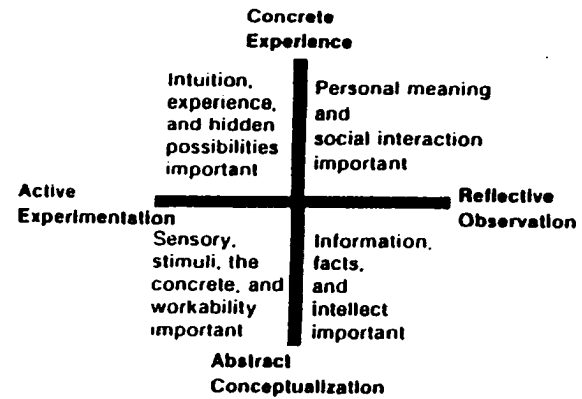 Concrete
Experience
Intuition,
experience,
and hidden
possibilities
important
Personal meaning
and
social interaction
important
Active
Experimentation
Reflective
Observation
Sensory,
stimuli, the
concrete, and
workability
important
Information,
facts,
and
intellect
important
Abstract
Conceptualization